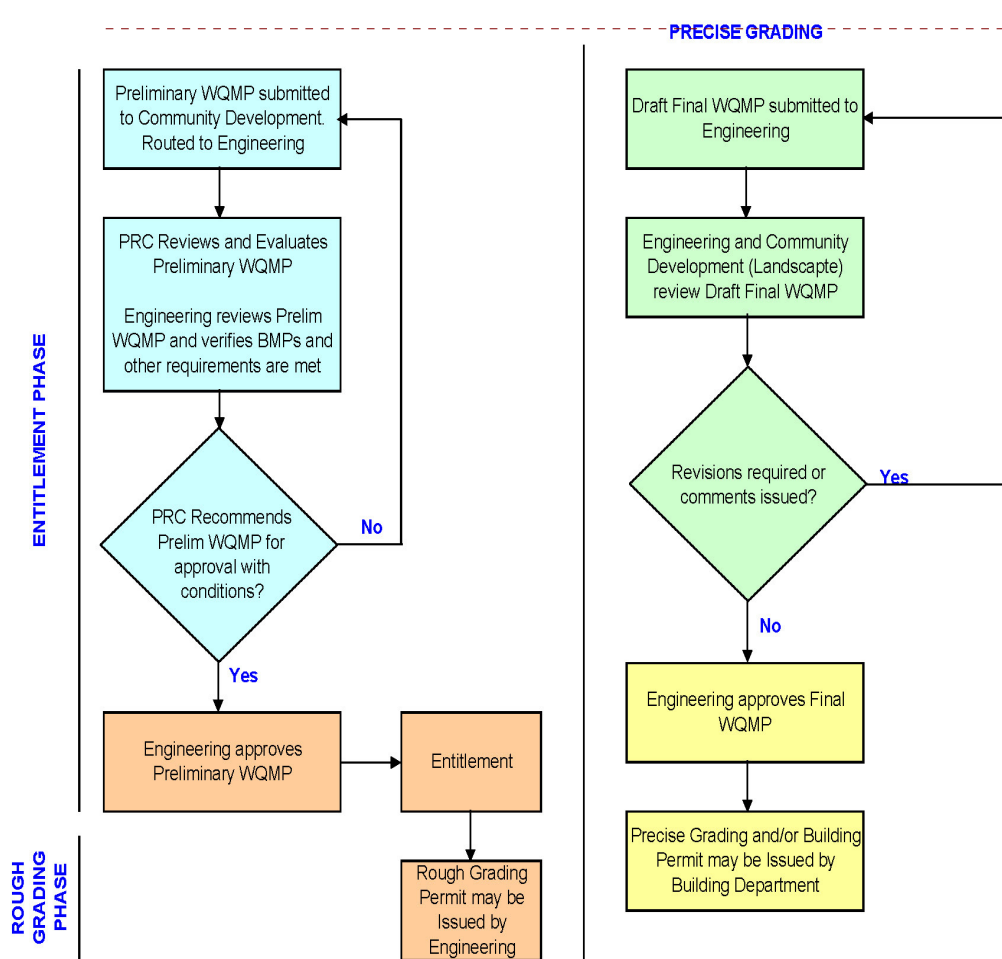 PRECISE GRADING
ENTITLEMENT PHASE
Preliminary WQMP submitted
to Community Development.
Routed to Engineering
PRC Reviews and Evaluates
Preliminary WQMP
Engineering reviews Prelim
WQMP and verifies BMPs and
other requirements are met
PRC Recommends
Prelim WQMP for
approval with
conditions?
No
Yes
Engineering approves
Preliminary WQMP
Entitlement
ROUGH
GRADING
PHASE
Rough Grading
Permit may be
Issued by
Engineering
Draft Final WQMP submitted to
Engineering
Engineering and Community
Development (Landscapte)
review Draft Final WQMP
Revisions required or
comments issued?
Yes
No
Engineering approves Final
WQMP
Precise Grading and/or Building
Permit may be Issued by
Building Department